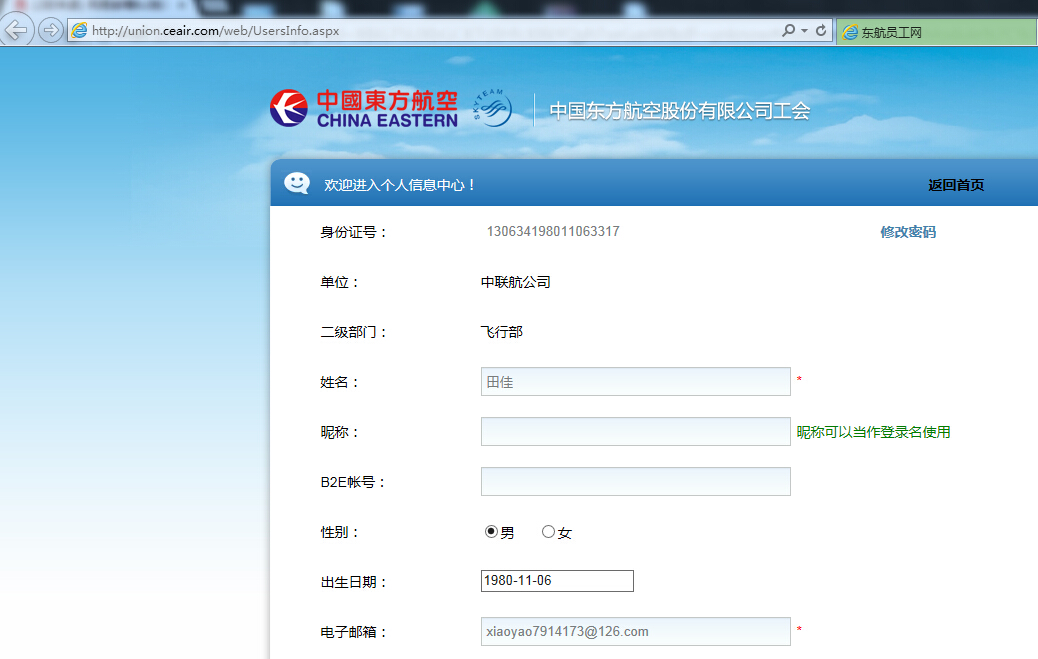 http://union.ceair.com/web/UsersInfo.aspx
东航员工网
中國東方航空
CHINA EASTERN
SKYTEAM
中国东方航空股份有限公司工会
欢迎进入个人信息中心！
返回首页
身份证号： 130634198011063317 修改密码
单位： 中联航公司
二级部门： 飞行部
姓名： 田佳 *
昵称： 昵称可以当作登录名使用
B2E帐号：
性别： 男 女
出生日期： 1980-11-06
电子邮箱： xiaoyao7914173@126.com *